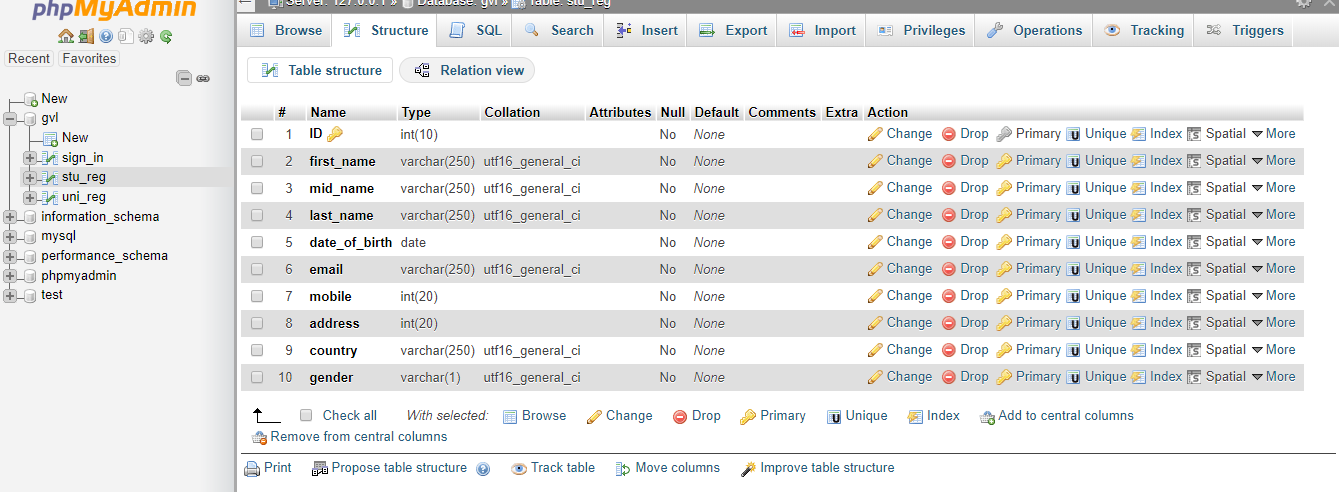 phpMyAdmin
Server: 127.0.0.1 » Database: gvl » Table: stu_reg
Browse Structure SQL Search Insert Export Import Privileges Operations Tracking Triggers
Recent Favorites
Table structure Relation view
New
gvl
New
sign_in
stu_reg
uni_reg
information_schema
mysql
performance_schema
phpmyadmin
test
# Name Type Collation Attributes Null Default Comments Extra Action
1 ID int(10) No None Change Drop Primary Unique Index Spatial More
2 first_name varchar(250) utf16_general_ci No None Change Drop Primary Unique Index Spatial More
3 mid_name varchar(250) utf16_general_ci No None Change Drop Primary Unique Index Spatial More
4 last_name varchar(250) utf16_general_ci No None Change Drop Primary Unique Index Spatial More
5 date_of_birth date No None Change Drop Primary Unique Index Spatial More
6 email varchar(250) utf16_general_ci No None Change Drop Primary Unique Index Spatial More
7 mobile int(20) No None Change Drop Primary Unique Index Spatial More
8 address int(20) No None Change Drop Primary Unique Index Spatial More
9 country varchar(250) utf16_general_ci No None Change Drop Primary Unique Index Spatial More
10 gender varchar(1) utf16_general_ci No None Change Drop Primary Unique Index Spatial More
Check all With selected: Browse Change Drop Primary Unique Index Add to central columns
Remove from central columns
Print Propose table structure Track table Move columns Improve table structure